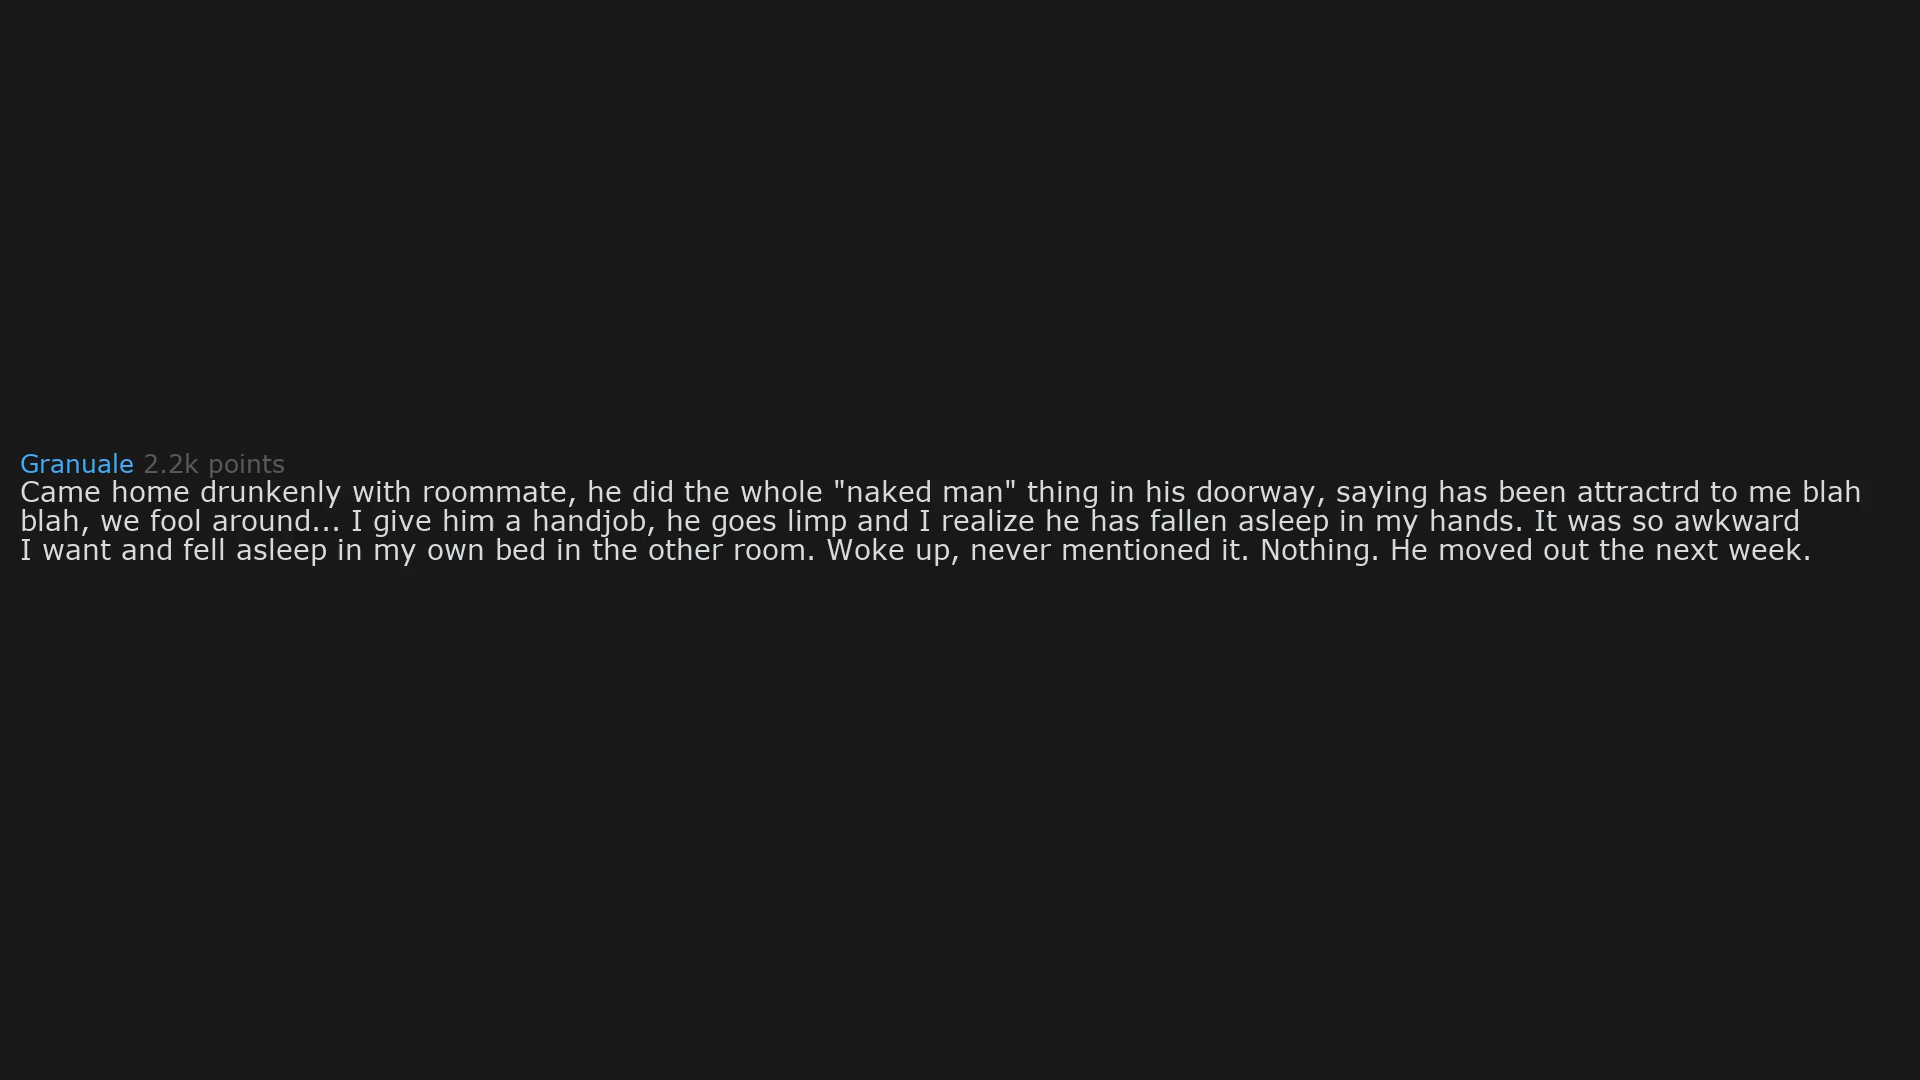 Granuale 2.2k points
Came home drunkenly with roommate, he did the whole "naked man" thing in his doorway, saying has been attractrd to me blah
blah, we fool around... I give him a handjob, he goes limp and I realize he has fallen asleep in my hands. It was so awkward
I want and fell asleep in my own bed in the other room. Woke up, never mentioned it. Nothing. He moved out the next week.